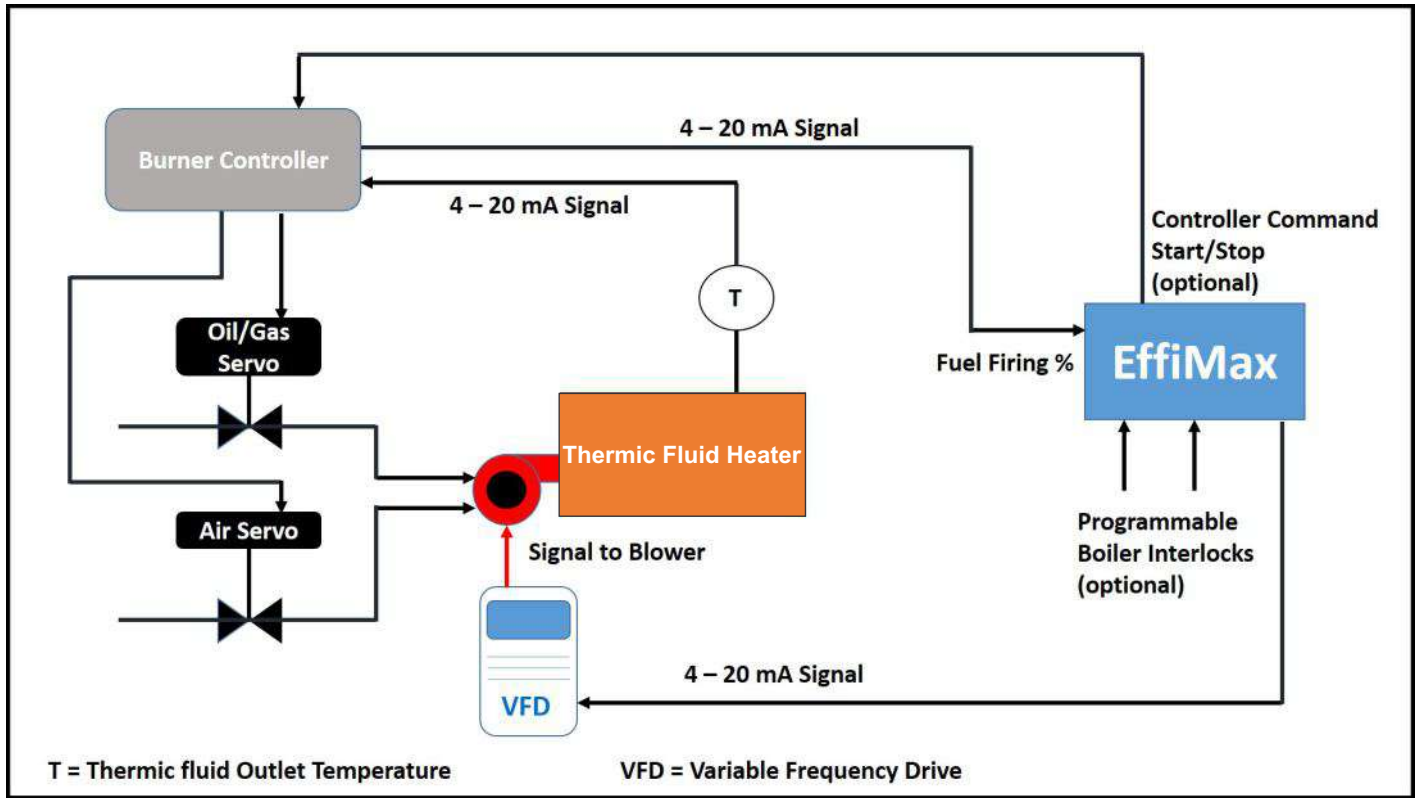 4 – 20 mA Signal
Burner Controller
4 – 20 mA Signal
Controller Command
Start/Stop
(optional)
T
Oil/Gas
Servo
Fuel Firing %
EffiMax
Thermic Fluid Heater
Air Servo
Signal to Blower
Programmable
Boiler Interlocks
(optional)
4 – 20 mA Signal
VFD
T = Thermic fluid Outlet Temperature
VFD = Variable Frequency Drive